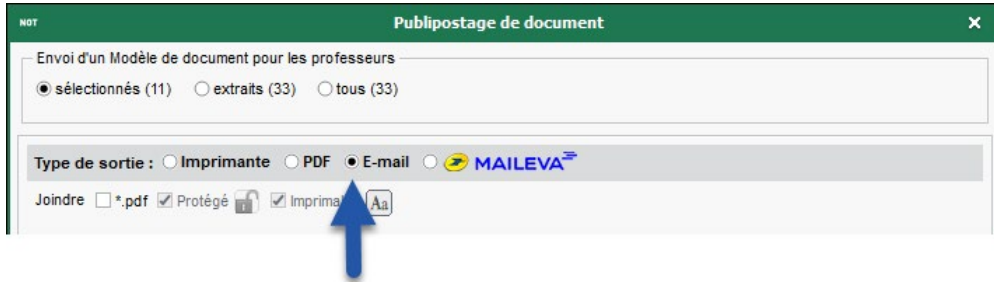 NOT Publipostage de document
Envoi d'un Modèle de document pour les professeurs
sélectionnés (11) extraits (33) tous (33)
Type de sortie : Imprimante PDF E-mail MAILEVA
Joindre *.pdf Protégé Aa